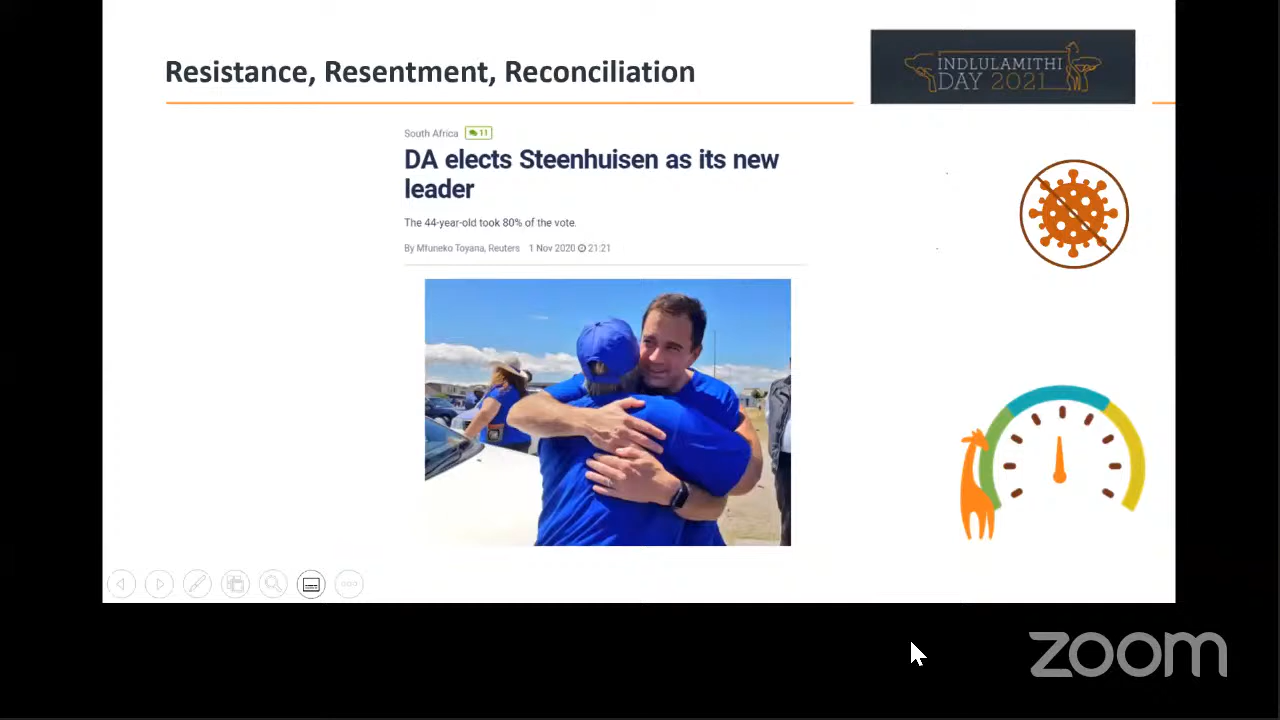 Resistance, Resentment, Reconciliation
INDLULAMITHI
DAY 2021
South Africa 11
DA elects Steenhuisen as its new
leader
The 44-year-old took 80% of the vote.
By Mfuneko Toyana, Reuters 1 Nov 2020 21:21
zoom